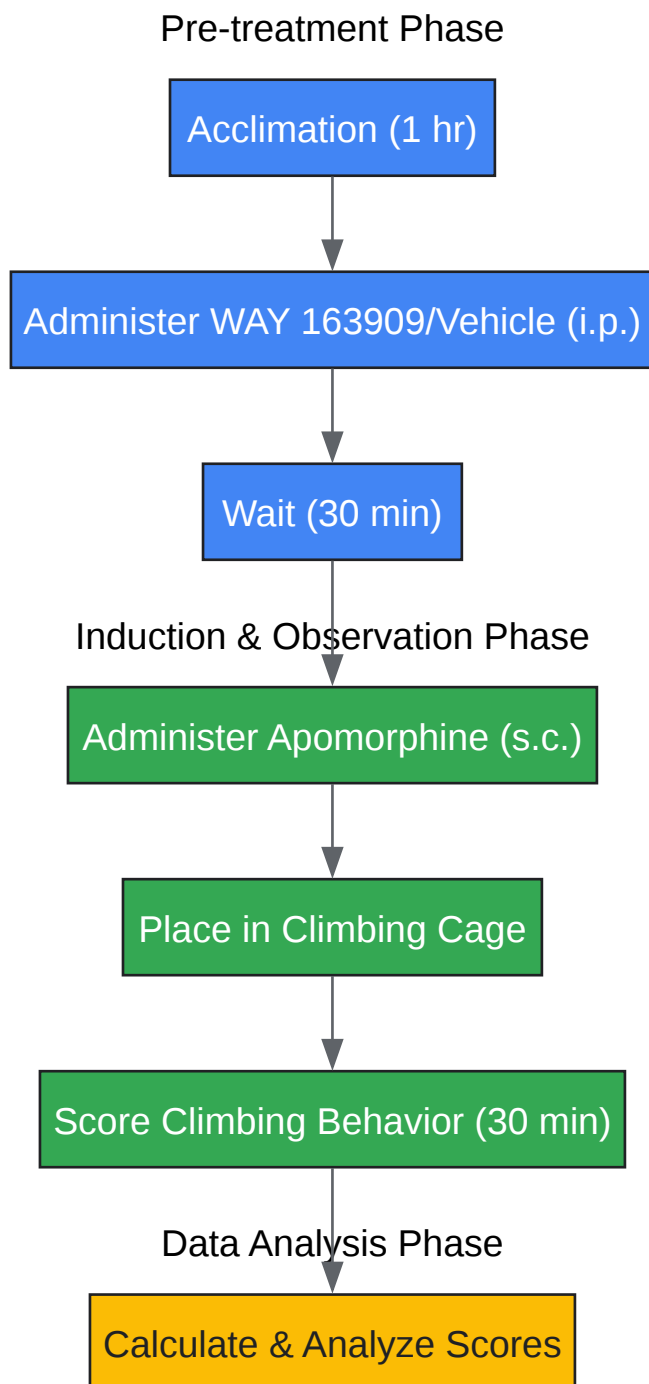 Pre-treatment Phase
Acclimation (1 hr)
Administer WAY 163909/Vehicle (i.p.)
Wait (30 min)
Induction & Observation Phase
Administer Apomorphine (s.c.)
Place in Climbing Cage
Score Climbing Behavior (30 min)
Data Analysis Phase
Calculate & Analyze Scores